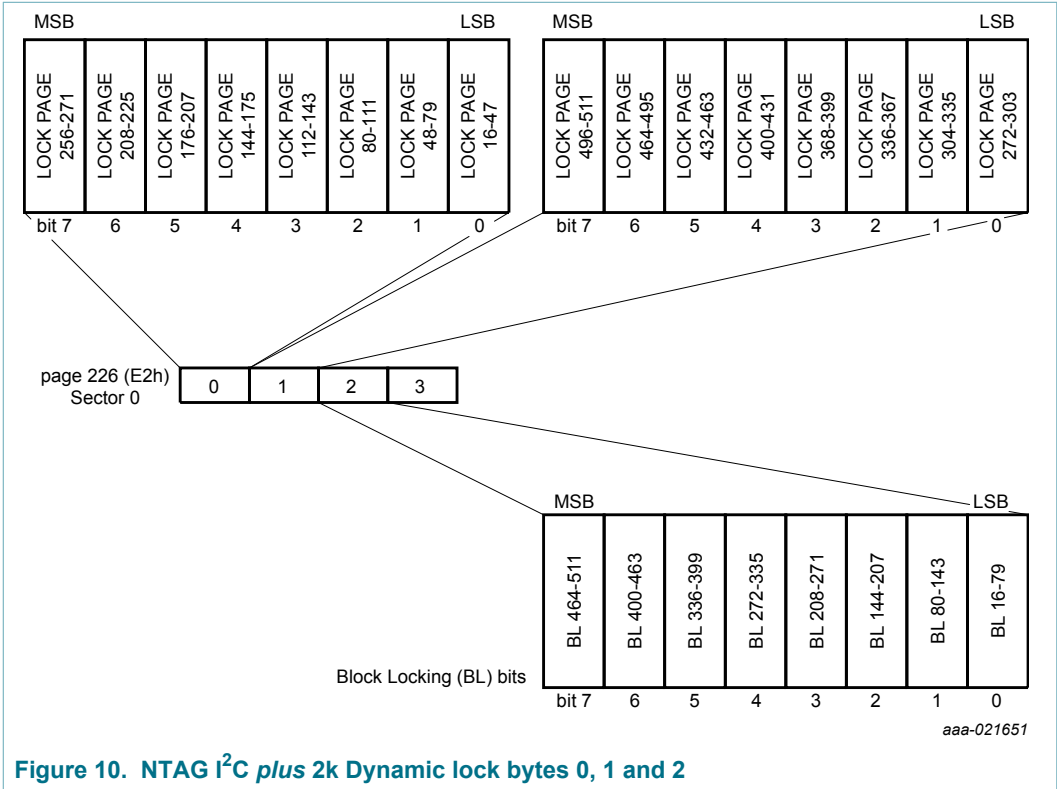 MSB LSB MSB LSB
LOCK PAGE 256-271
LOCK PAGE 208-225
LOCK PAGE 176-207
LOCK PAGE 144-175
LOCK PAGE 112-143
LOCK PAGE 80-111
LOCK PAGE 48-79
LOCK PAGE 16-47
LOCK PAGE 496-511
LOCK PAGE 464-495
LOCK PAGE 432-463
LOCK PAGE 400-431
LOCK PAGE 368-399
LOCK PAGE 336-367
LOCK PAGE 304-335
LOCK PAGE 272-303
bit 7 6 5 4 3 2 1 0 bit 7 6 5 4 3 2 1 0
page 226 (E2h)
Sector 0
0 1 2 3
MSB LSB
BL 464-511
BL 400-463
BL 336-399
BL 272-335
BL 208-271
BL 144-207
BL 80-143
BL 16-79
Block Locking (BL) bits
bit 7 6 5 4 3 2 1 0
aaa-021651
Figure 10. NTAG I²C plus 2k Dynamic lock bytes 0, 1 and 2